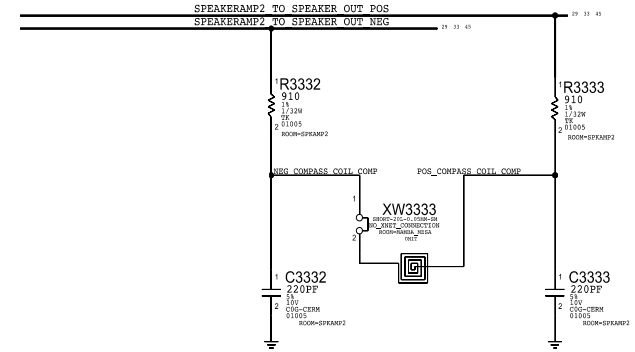 SPEAKERAMP2_TO_SPEAKER_OUT_POS
29 33 45
SPEAKERAMP2_TO_SPEAKER_OUT_NEG
29 33 45
1
R3332
910
1%
1/32W
TK
01005
2
ROOM=SPKAMP2
1
R3333
910
1%
1/32W
TK
01005
2
ROOM=SPKAMP2
NEG_COMPASS_COIL_COMP
POS_COMPASS_COIL_COMP
1
XW3333
SHORT-20L-0.05MM-SM
NO_XNET_CONNECTION
ROOM=MAMBA_MESA
OMIT
2
1
C3332
220PF
5%
10V
C0G-CERM
01005
2
ROOM=SPKAMP2
1
C3333
220PF
5%
10V
C0G-CERM
01005
2
ROOM=SPKAMP2